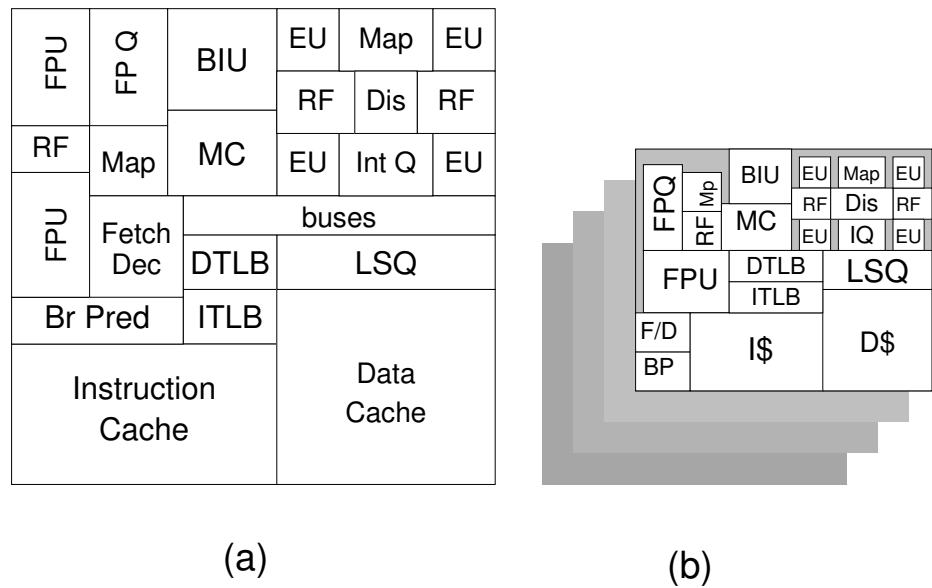 FPU
FP Q
BIU
EU
Map
EU
RF
Dis
RF
RF
Map
MC
EU
Int Q
EU
FPU
Fetch
Dec
buses
DTLB
LSQ
Br Pred
ITLB
Instruction
Cache
Data
Cache
(a)
FPQ
Mp
BIU
EU
Map
EU
RF
Dis
RF
RF
MC
EU
IQ
EU
FPU
DTLB
LSQ
ITLB
F/D
I$
D$
BP
(b)